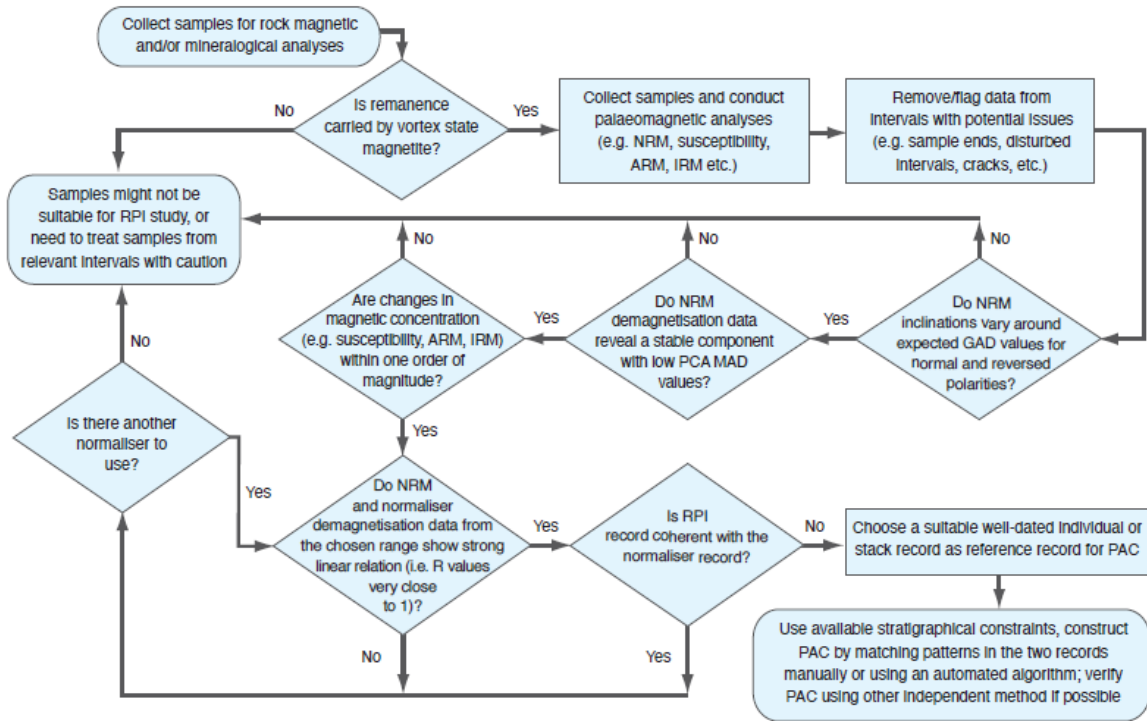 Collect samples for rock magnetic
and/or mineralogical analyses
No
Is remanence
carried by vortex state
magnetite?
Yes
Collect samples and conduct
palaeomagnetic analyses
(e.g. NRM, susceptibility,
ARM, IRM etc.)
Remove/flag data from
intervals with potential issues
(e.g. sample ends, disturbed
intervals, cracks, etc.)
Samples might not be
suitable for RPI study, or
need to treat samples from
relevant intervals with caution
No
No
No
Are changes in
magnetic concentration
(e.g. susceptibility, ARM, IRM)
within one order of
magnitude?
Yes
Do NRM
demagnetisation data
reveal a stable component
with low PCA MAD
values?
Yes
Do NRM
inclinations vary around
expected GAD values for
normal and reversed
polarities?
No
Is there another
normaliser to
use?
Yes
Yes
Do NRM
and normaliser
demagnetisation data from
the chosen range show strong
linear relation (i.e. R values
very close
to 1)?
Yes
Is RPI
record coherent with the
normaliser record?
No
Choose a suitable well-dated individual or
stack record as reference record for PAC
No
Yes
Use available stratigraphical constraints, construct
PAC by matching patterns in the two records
manually or using an automated algorithm; verify
PAC using other independent method if possible